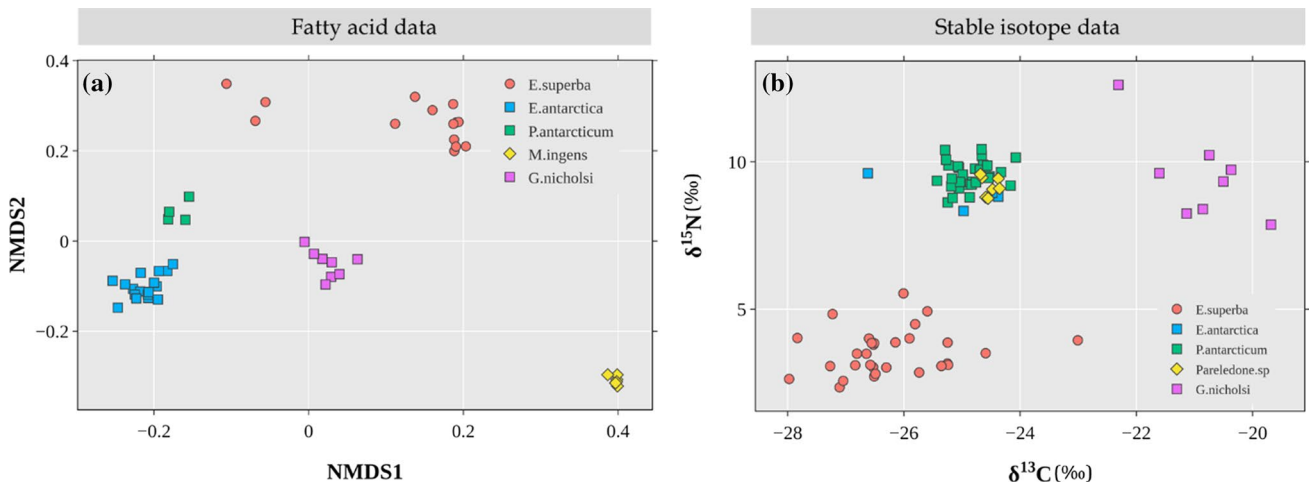 Fatty acid data
(a)
E.superba
E.antarctica
P.antarcticum
M.ingens
G.nicholsi
0.4
0.2
0
−0.2
NMDS2
−0.2
0
0.2
0.4
NMDS1
Stable isotope data
(b)
10
5
δ¹⁵N (‰)
E.superba
E.antarctica
P.antarcticum
Pareledone.sp
G.nicholsi
−28
−26
−24
−22
−20
δ¹³C (‰)